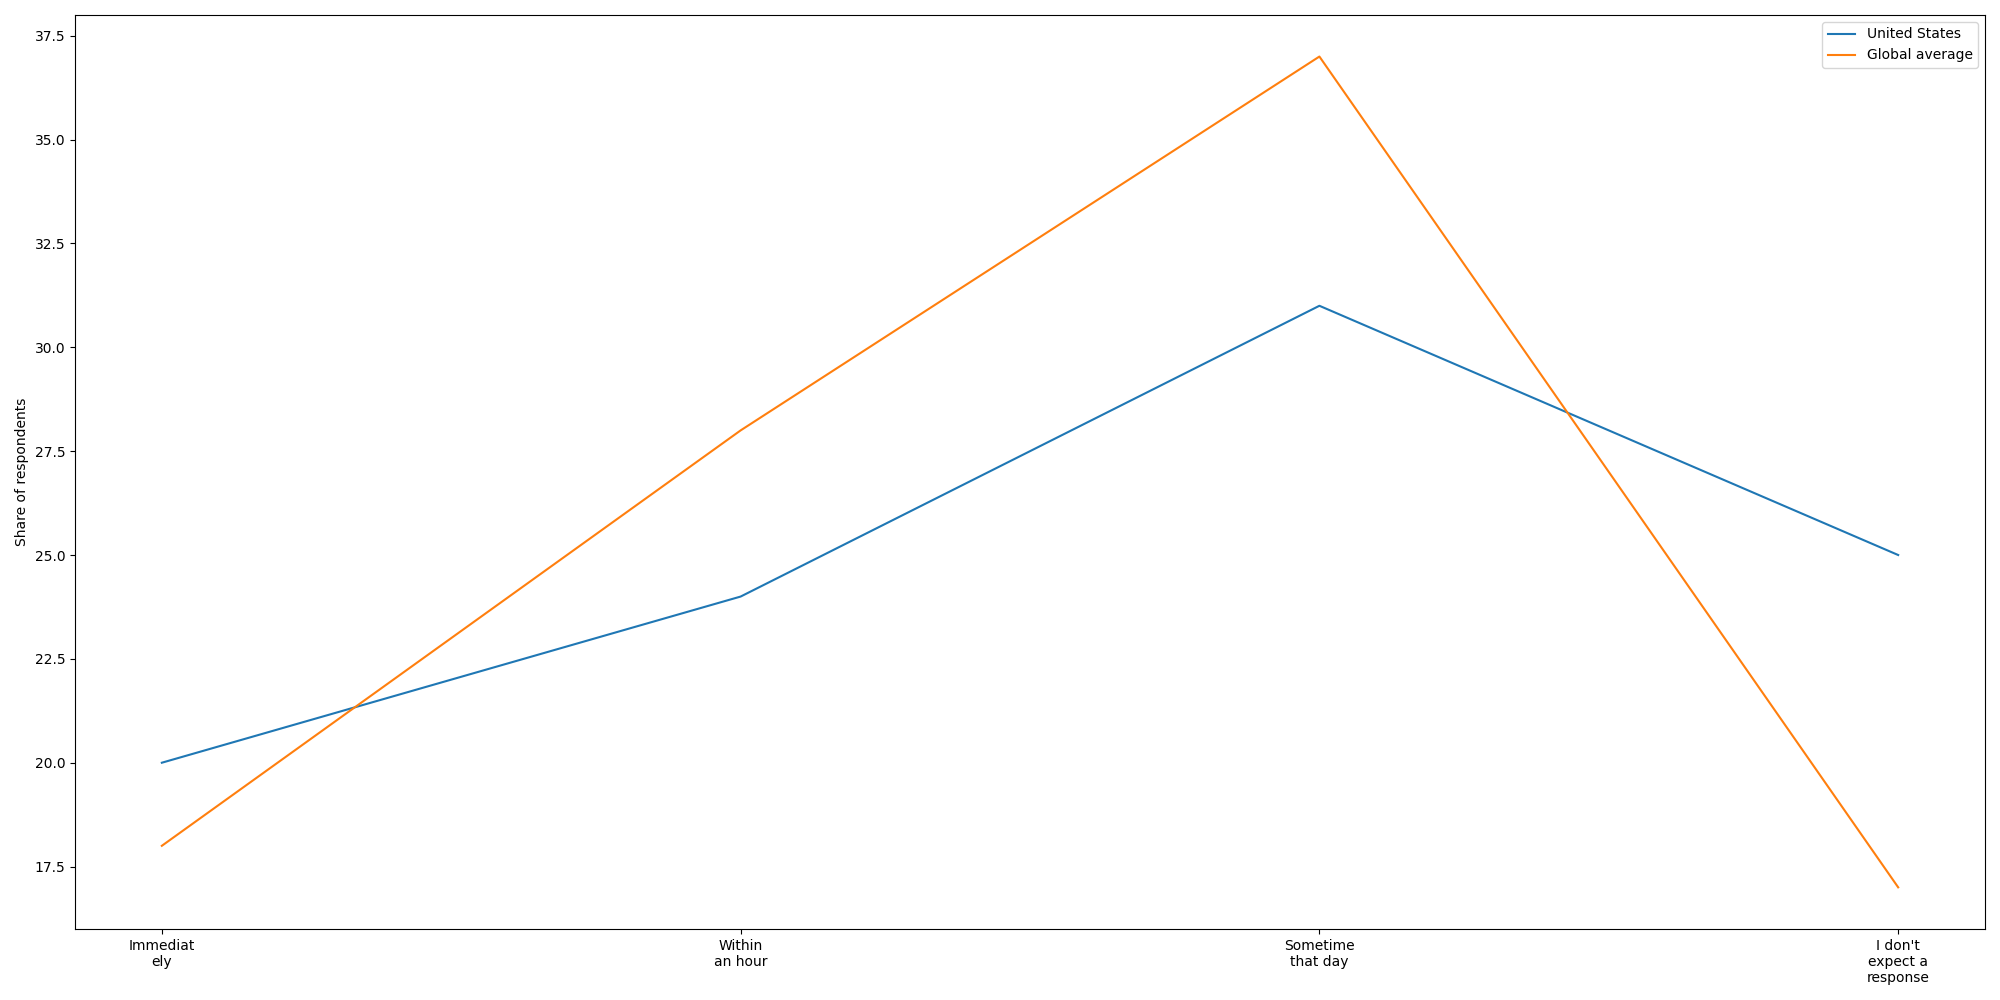 United States
Global average
37.5
35.0
32.5
30.0
27.5
25.0
22.5
20.0
17.5
Share of respondents
Immediat
ely
Within
an hour
Sometime
that day
I don't
expect a
response